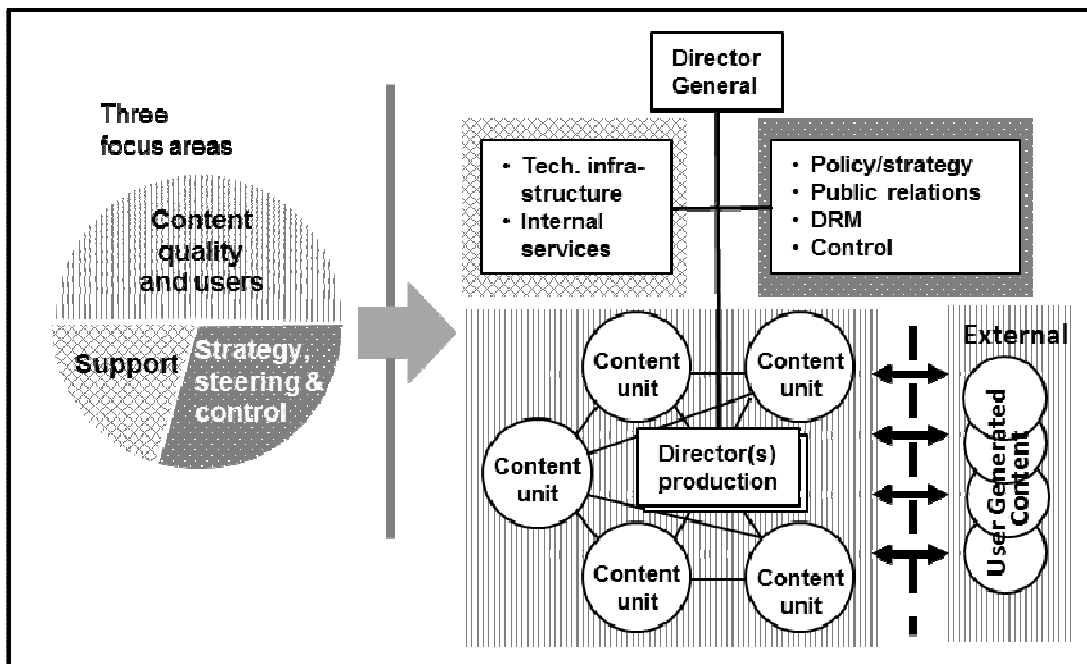 Three
focus areas
Content
quality
and users
Support
Strategy,
steering &
control
Director
General
• Tech. infra-
structure
• Internal
services
• Policy/strategy
• Public relations
• DRM
• Control
Content
unit
Content
unit
Content
unit
Director(s)
production
Content
unit
Content
unit
External
User Generated
Content